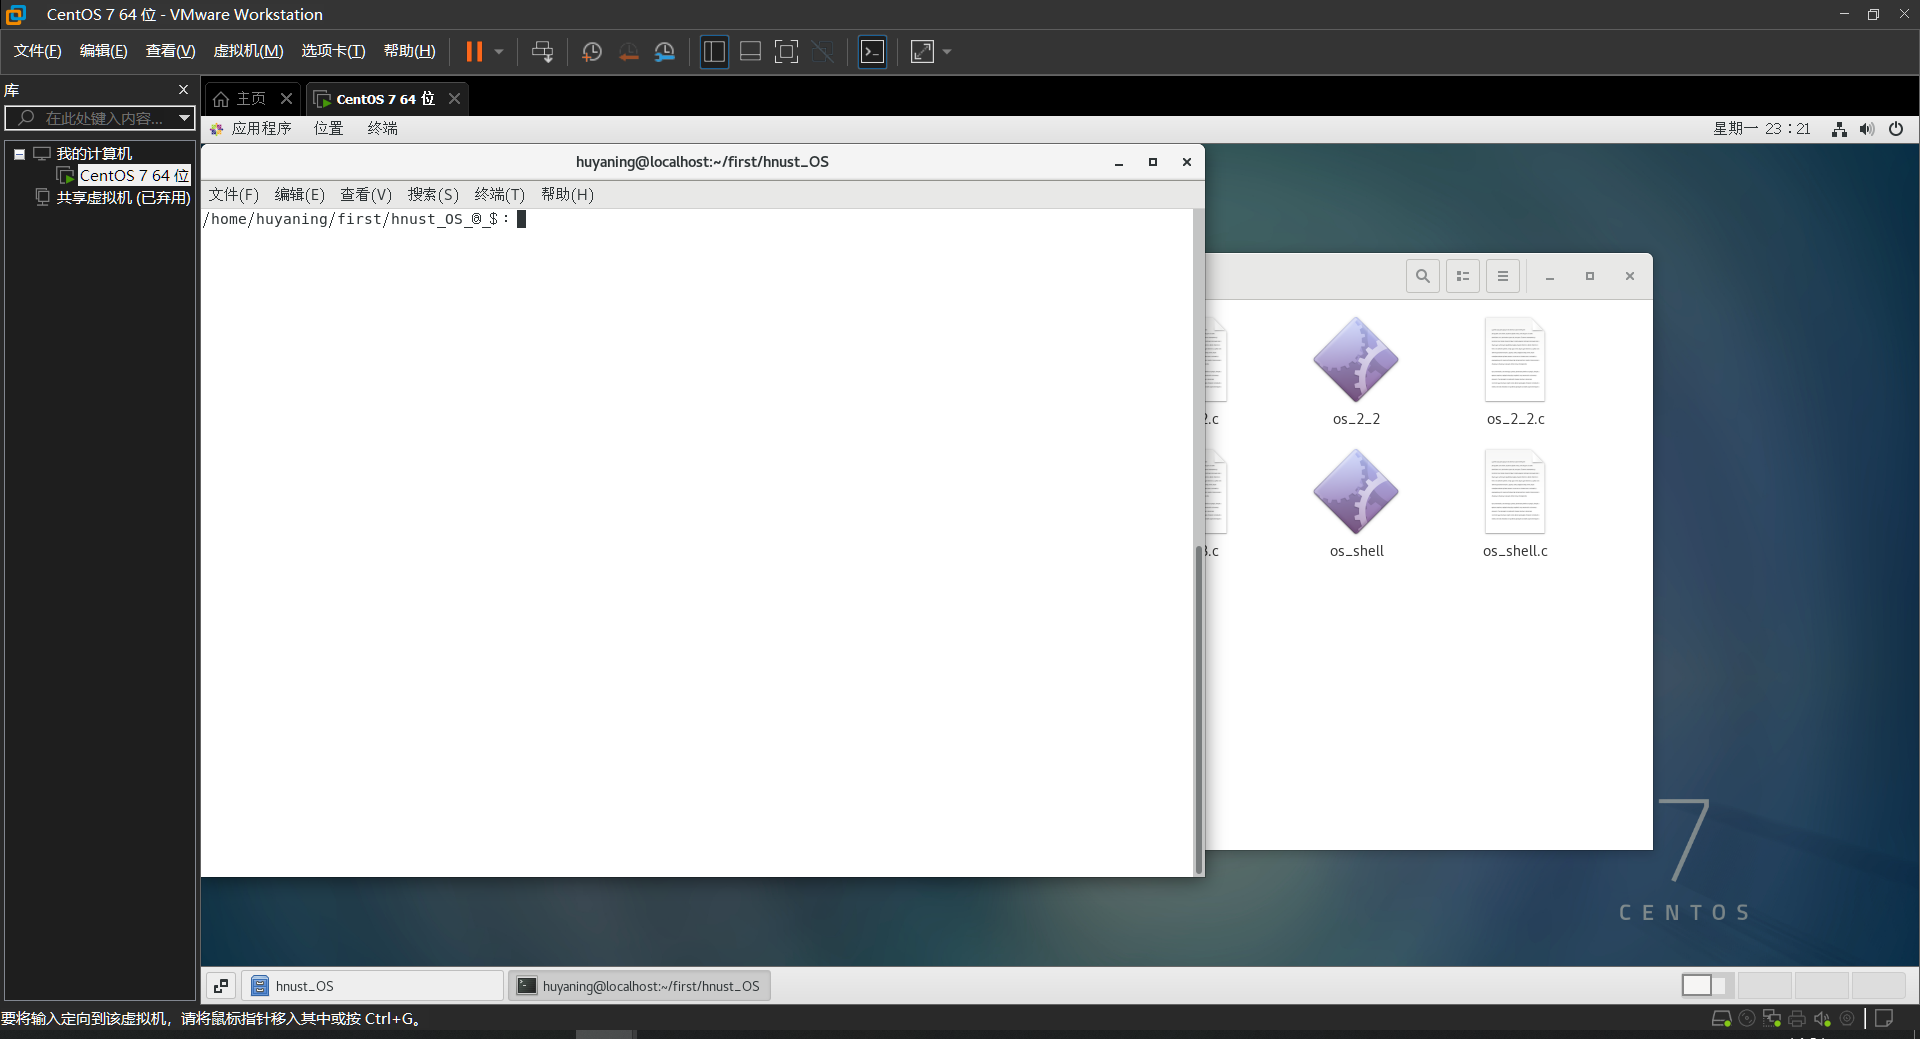 CentOS 7 64 位 - VMware Workstation
文件(F) 编辑(E) 查看(V) 虚拟机(M) 选项卡(T) 帮助(H)
库
在此处键入内容...
我的计算机
CentOS 7 64 位
共享虚拟机 (已弃用)
主页
CentOS 7 64 位
应用程序 位置 终端
星期一 23：21
huyaning@localhost:~/first/hnust_OS
文件(F) 编辑(E) 查看(V) 搜索(S) 终端(T) 帮助(H)
/home/huyaning/first/hnust_OS_@_$:
2.c
os_2_2
os_2_2.c
3.c
os_shell
os_shell.c
7
CENTOS
hnust_OS
huyaning@localhost:~/first/hnust_OS
要将输入定向到该虚拟机，请将鼠标指针移入其中或按 Ctrl+G。